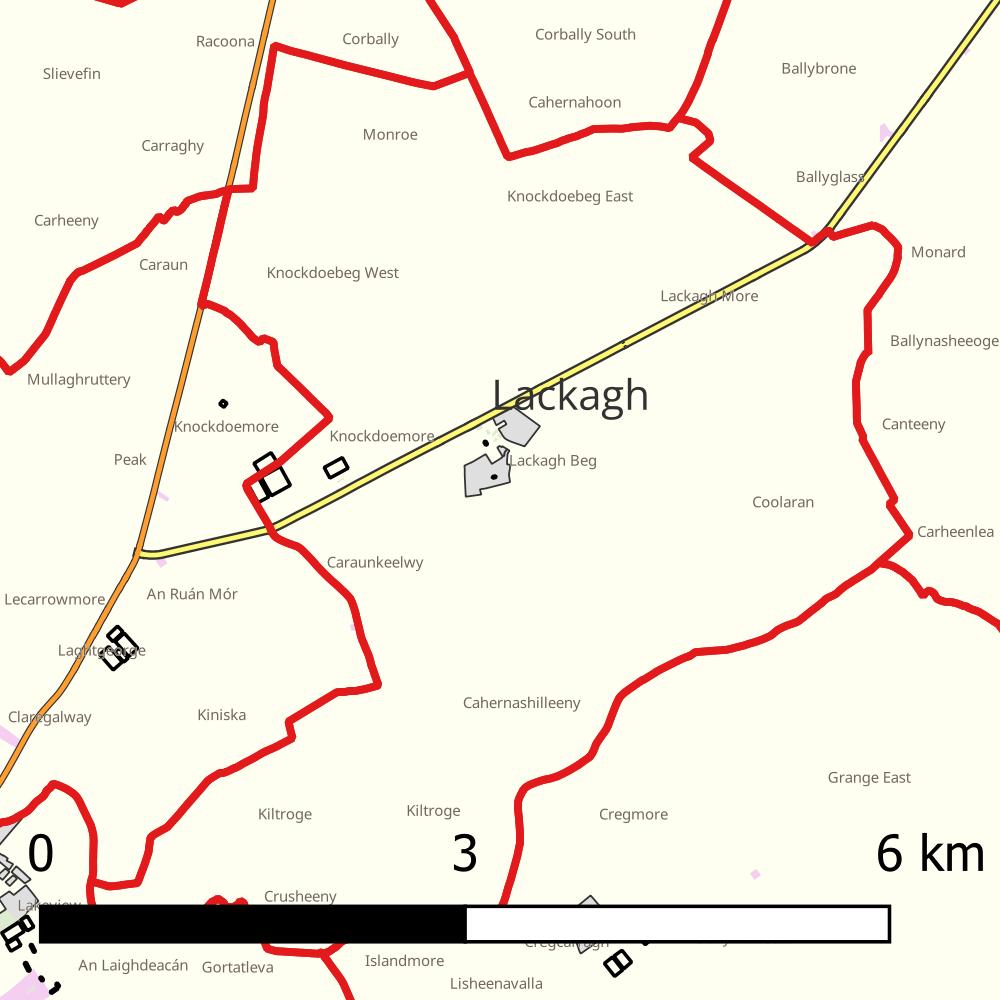 Racoona
Corbally
Corbally South
Slievefin
Ballybrone
Cahernahoon
Monroe
Carraghy
Ballyglass
Knockdoebeg East
Carheeny
Monard
Caraun
Knockdoebeg West
Lackagh More
Ballynasheeoge
Mullaghruttery
Lackagh
Canteeny
Knockdoemore
Knockdoemore
Peak
Lackagh Beg
Coolaran
Carheenlea
Caraunkeelwy
An Ruán Mór
Lecarrowmore
Laghtgeorge
Cahernashilleeny
Claregalway
Kiniska
Grange East
Kiltroge
Kiltroge
Cregmore
0 3 6 km
Crusheeny
Lakeview
Cregcarragh
An Laighdeacán
Gortatleva
Islandmore
Lisheenavalla